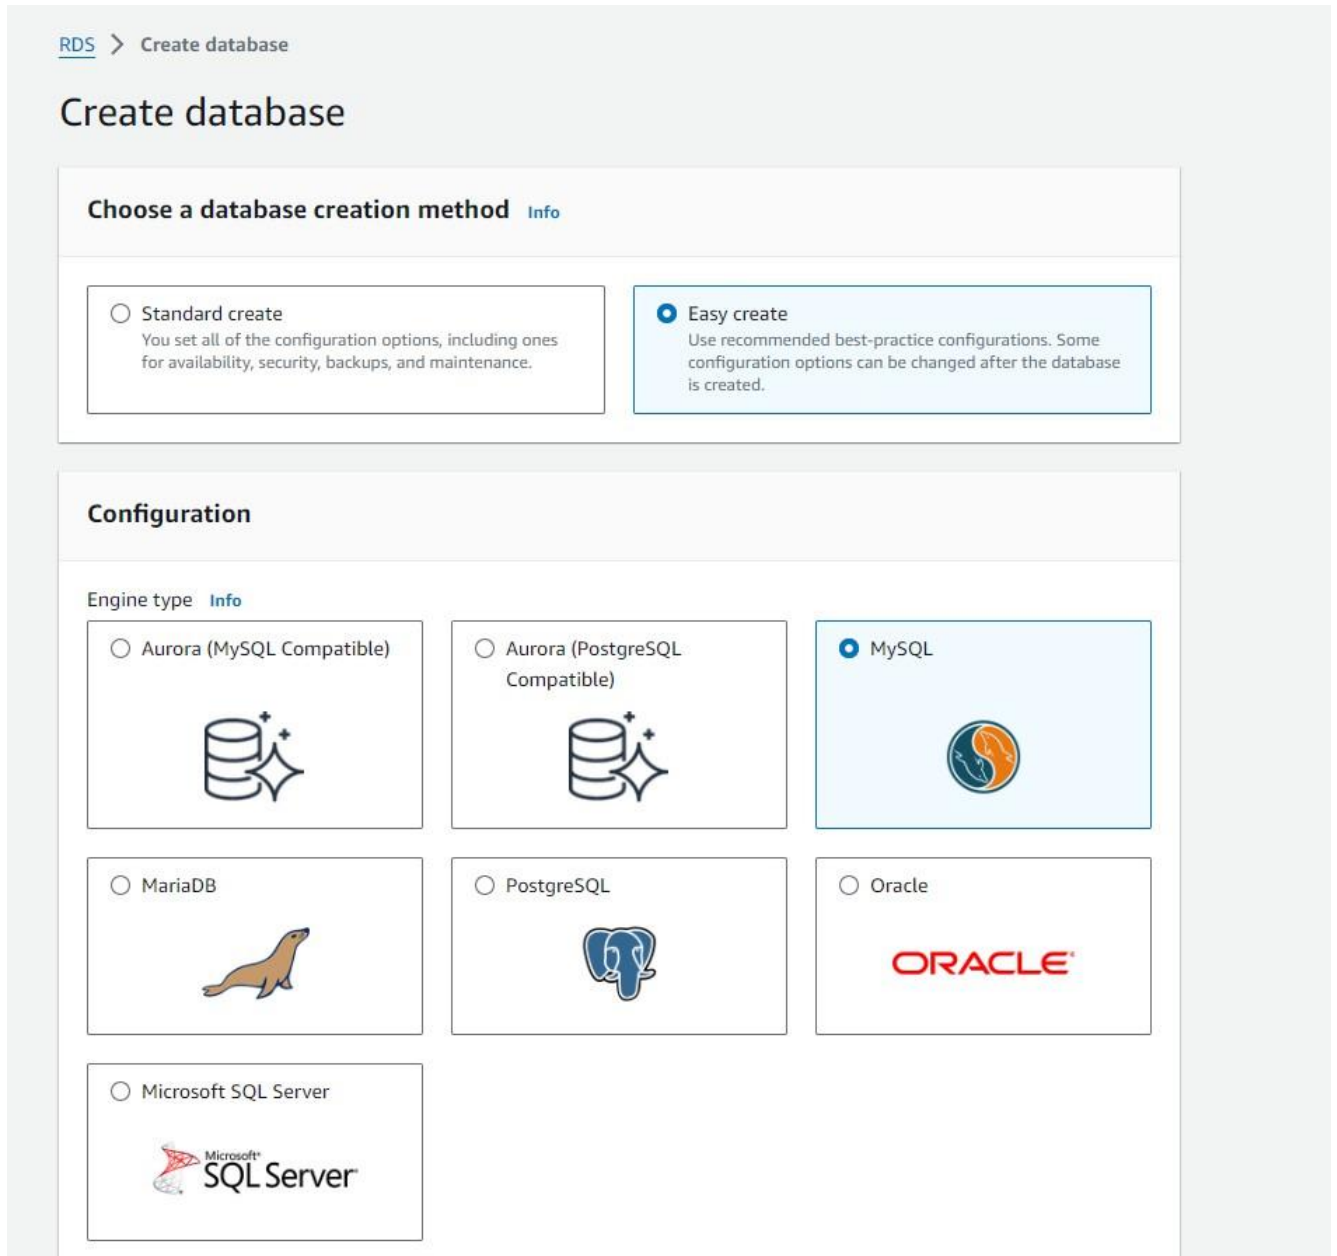 RDS > Create database
Create database
Choose a database creation method Info
Standard create
You set all of the configuration options, including ones
for availability, security, backups, and maintenance.
Easy create
Use recommended best-practice configurations. Some
configuration options can be changed after the database
is created.
Configuration
Engine type Info
Aurora (MySQL Compatible)
Aurora (PostgreSQL
Compatible)
MySQL
MariaDB
PostgreSQL
Oracle
ORACLE
Microsoft SQL Server
Microsoft
SQL Server